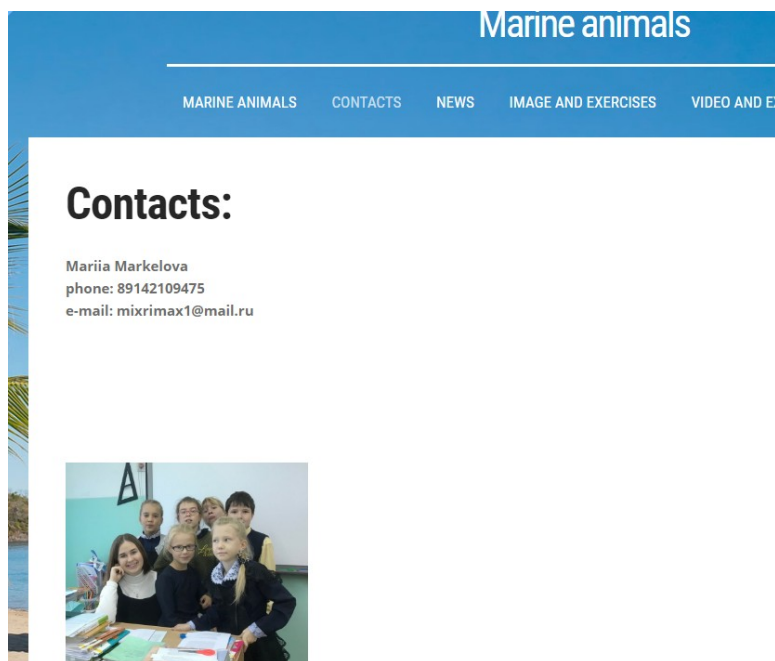 Marine animals
MARINE ANIMALS CONTACTS NEWS IMAGE AND EXERCISES VIDEO AND
Contacts:
Mariia Markelova
phone: 89142109475
e-mail: mixrimax1@mail.ru